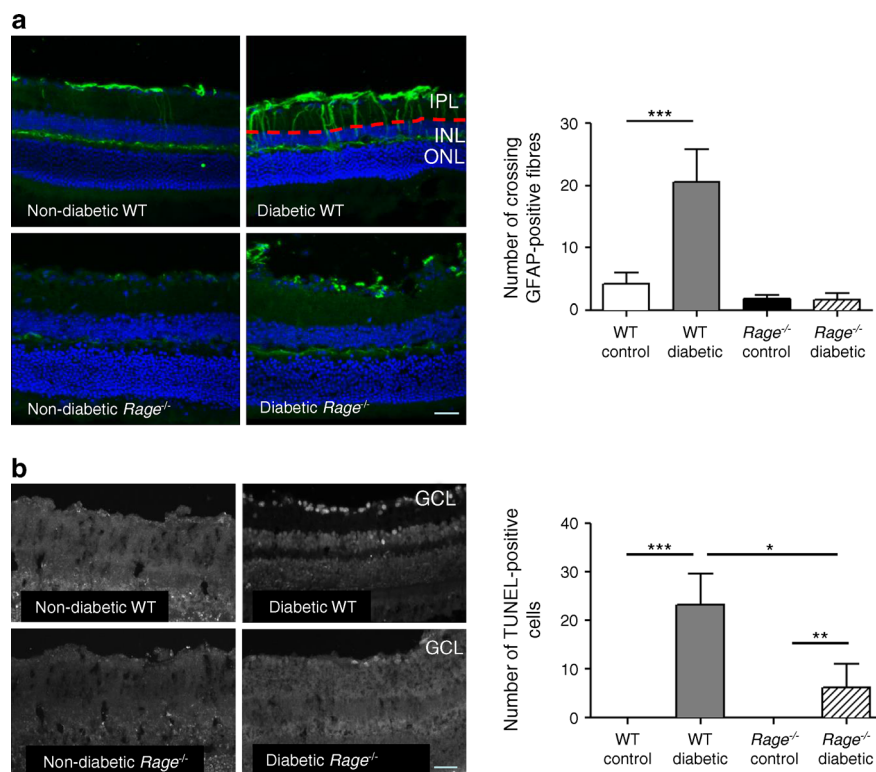 a
IPL
INL
ONL
Non-diabetic WT
Diabetic WT
Non-diabetic Rage-/-
Diabetic Rage-/-
Number of crossing
GFAP-positive fibres
30
20
10
0
***
WT
control
WT
diabetic
Rage-/-
control
Rage-/-
diabetic
b
GCL
Non-diabetic WT
Diabetic WT
GCL
Non-diabetic Rage-/-
Diabetic Rage-/-
Number of TUNEL-positive
cells
40
30
20
10
0
***
*
**
WT
control
WT
diabetic
Rage-/-
control
Rage-/-
diabetic